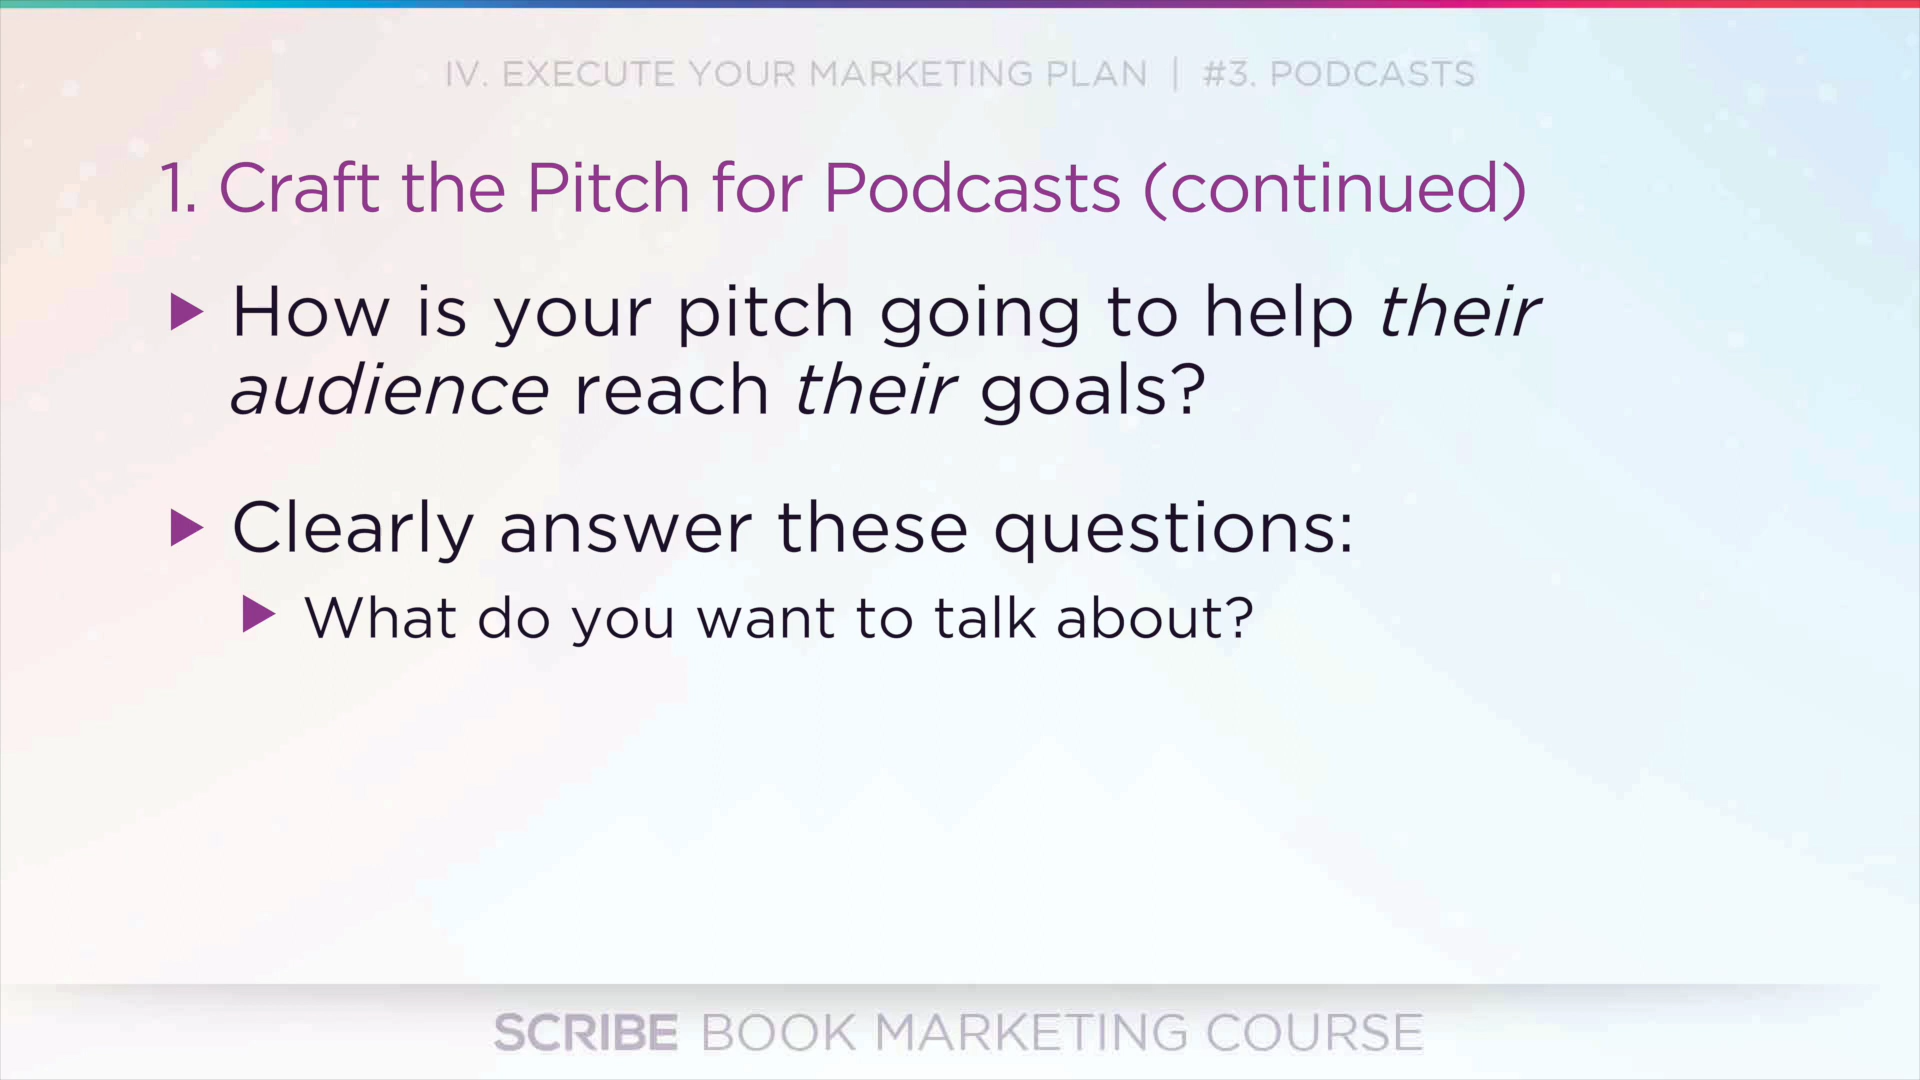 IV. EXECUTE YOUR MARKETING PLAN | #3. PODCASTS
1. Craft the Pitch for Podcasts (continued)
How is your pitch going to help their
audience reach their goals?
Clearly answer these questions:
What do you want to talk about?
SCRIBE BOOK MARKETING COURSE